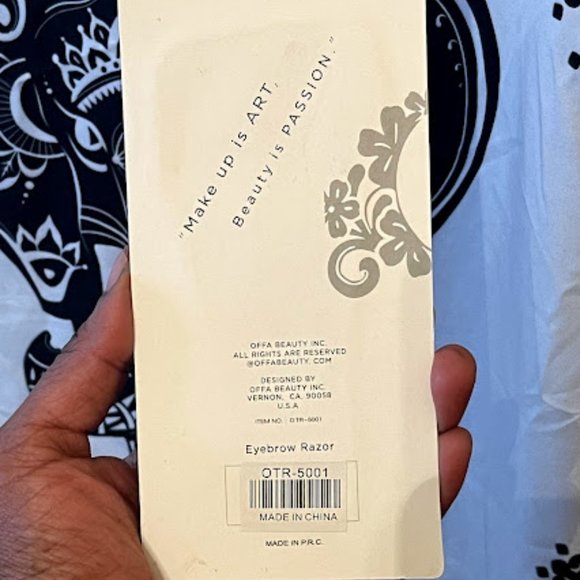 "Make up is ART,
Beauty is PASSION."
OFFA BEAUTY INC.
ALL RIGHTS ARE RESERVED
@OFFABEAUTY. COM
DESIGNED BY
OFFA BEAUTY INC.
VERNON, CA. 90058
U.S.A
ITEM NO. : OTR-5001
Eyebrow Razor
OTR-5001
MADE IN CHINA
MADE IN P.R.C.